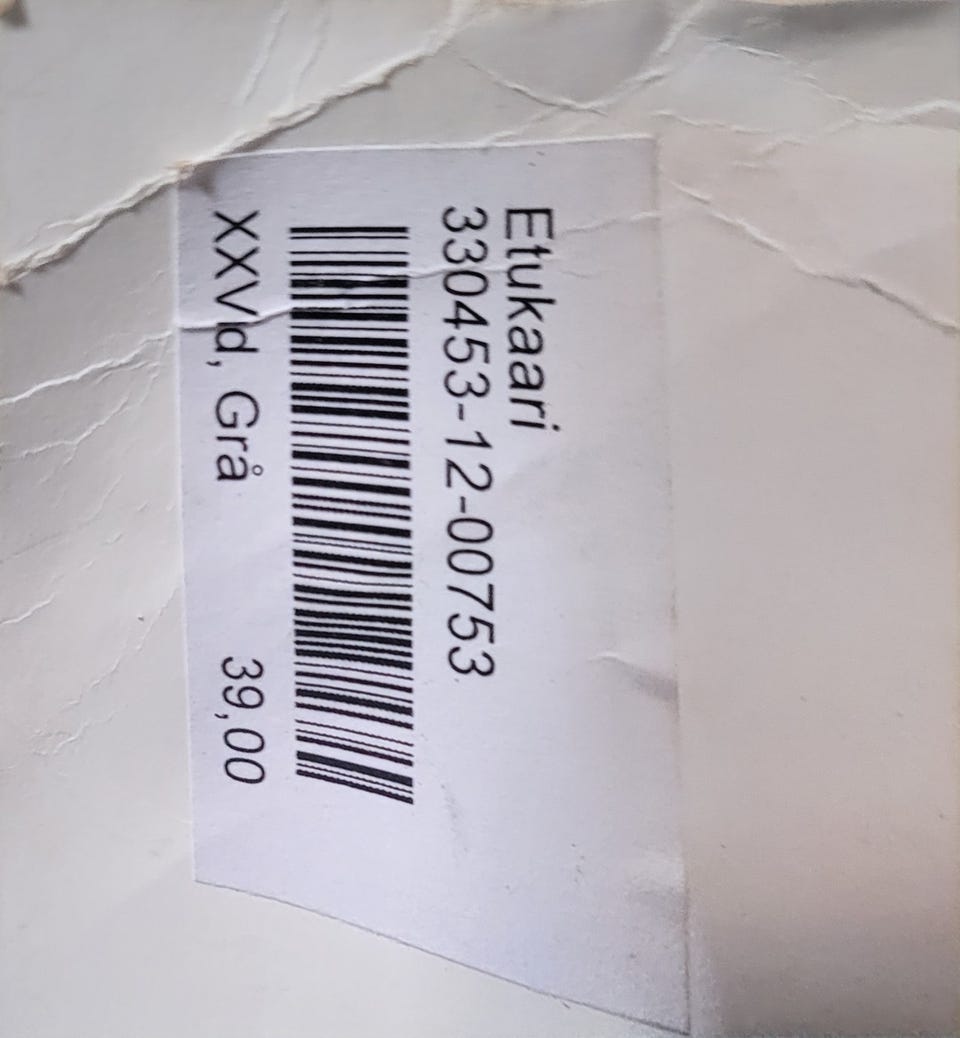 Etukaari
330453-12-00753
XXVd, Grå 39,00